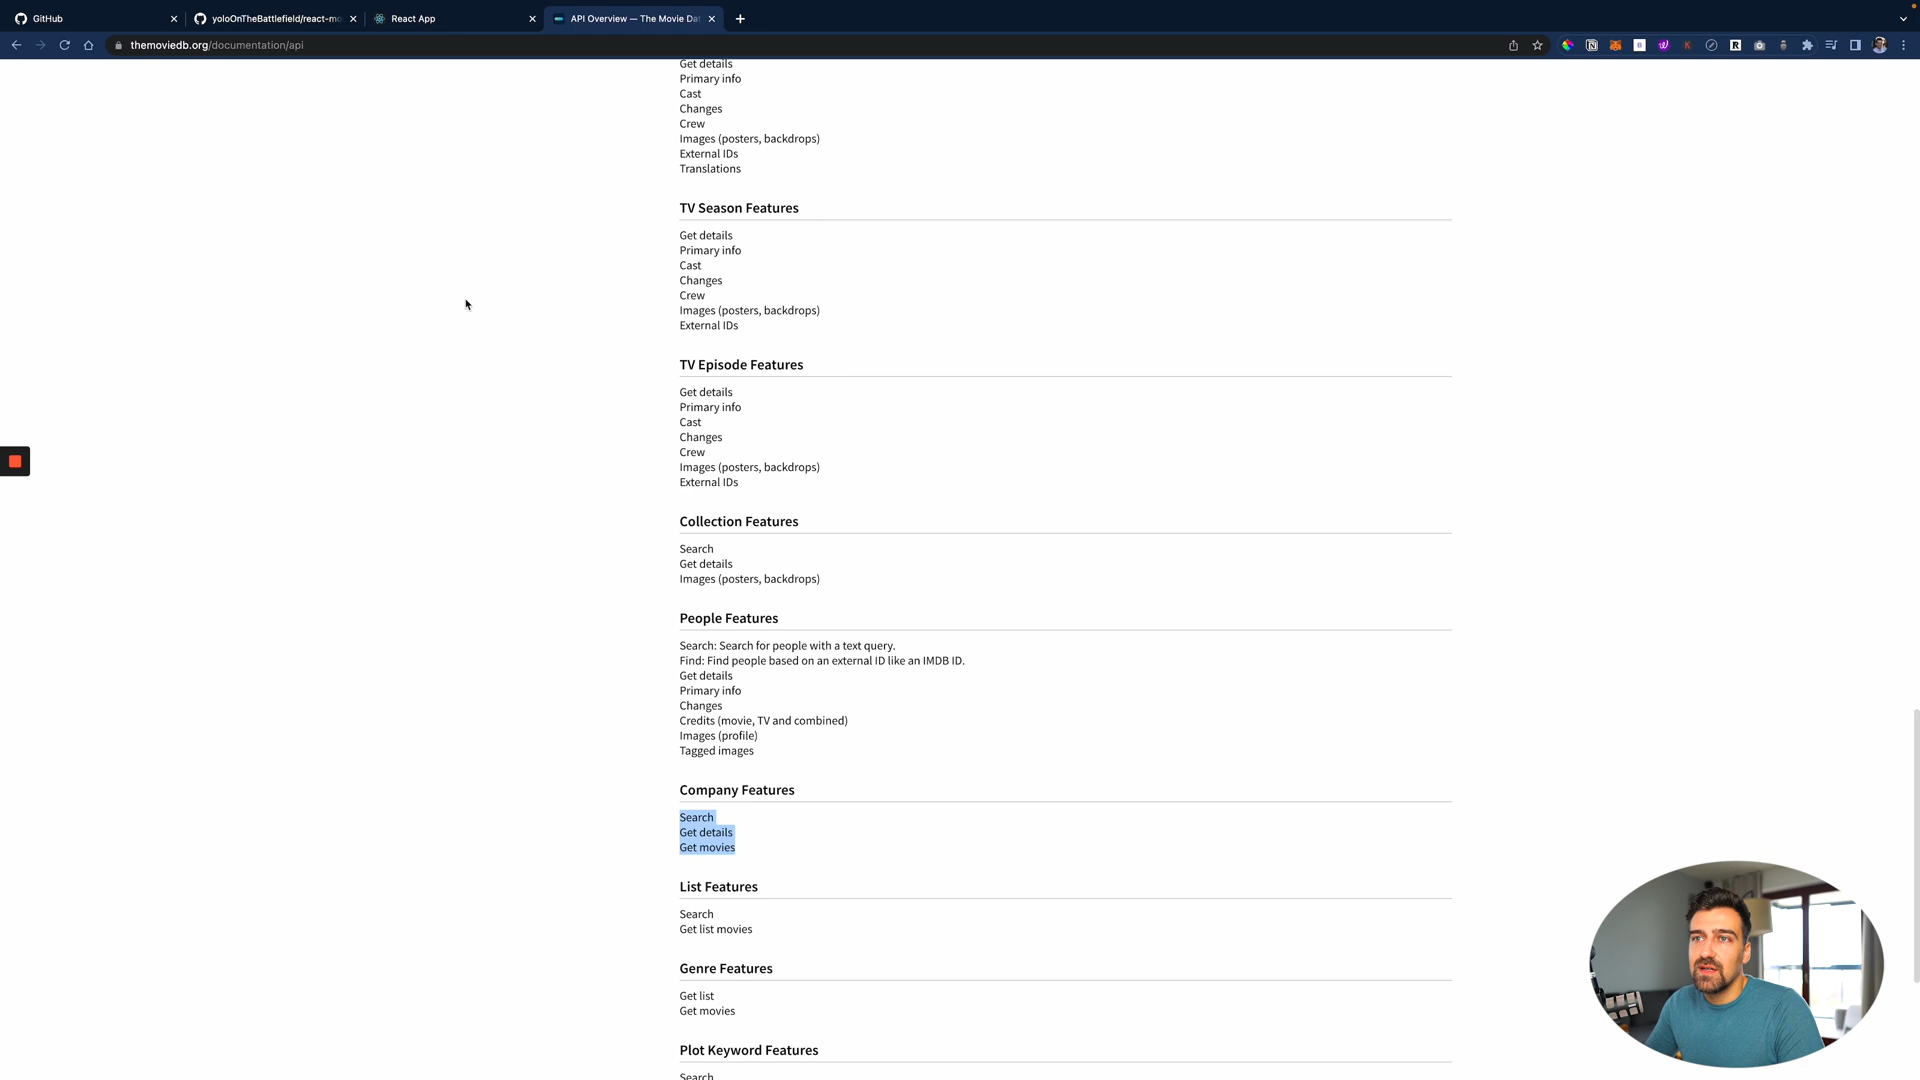 GitHub
yoloOnTheBattlefield/react-mo
React App
API Overview — The Movie Da
themoviedb.org/documentation/api
Get details
Primary info
Cast
Changes
Crew
Images (posters, backdrops)
External IDs
Translations
TV Season Features
Get details
Primary info
Cast
Changes
Crew
Images (posters, backdrops)
External IDs
TV Episode Features
Get details
Primary info
Cast
Changes
Crew
Images (posters, backdrops)
External IDs
Collection Features
Search
Get details
Images (posters, backdrops)
People Features
Search: Search for people with a text query.
Find: Find people based on an external ID like an IMDB ID.
Get details
Primary info
Changes
Credits (movie, TV and combined)
Images (profile)
Tagged images
Company Features
Search
Get details
Get movies
List Features
Search
Get list movies
Genre Features
Get list
Get movies
Plot Keyword Features
Search